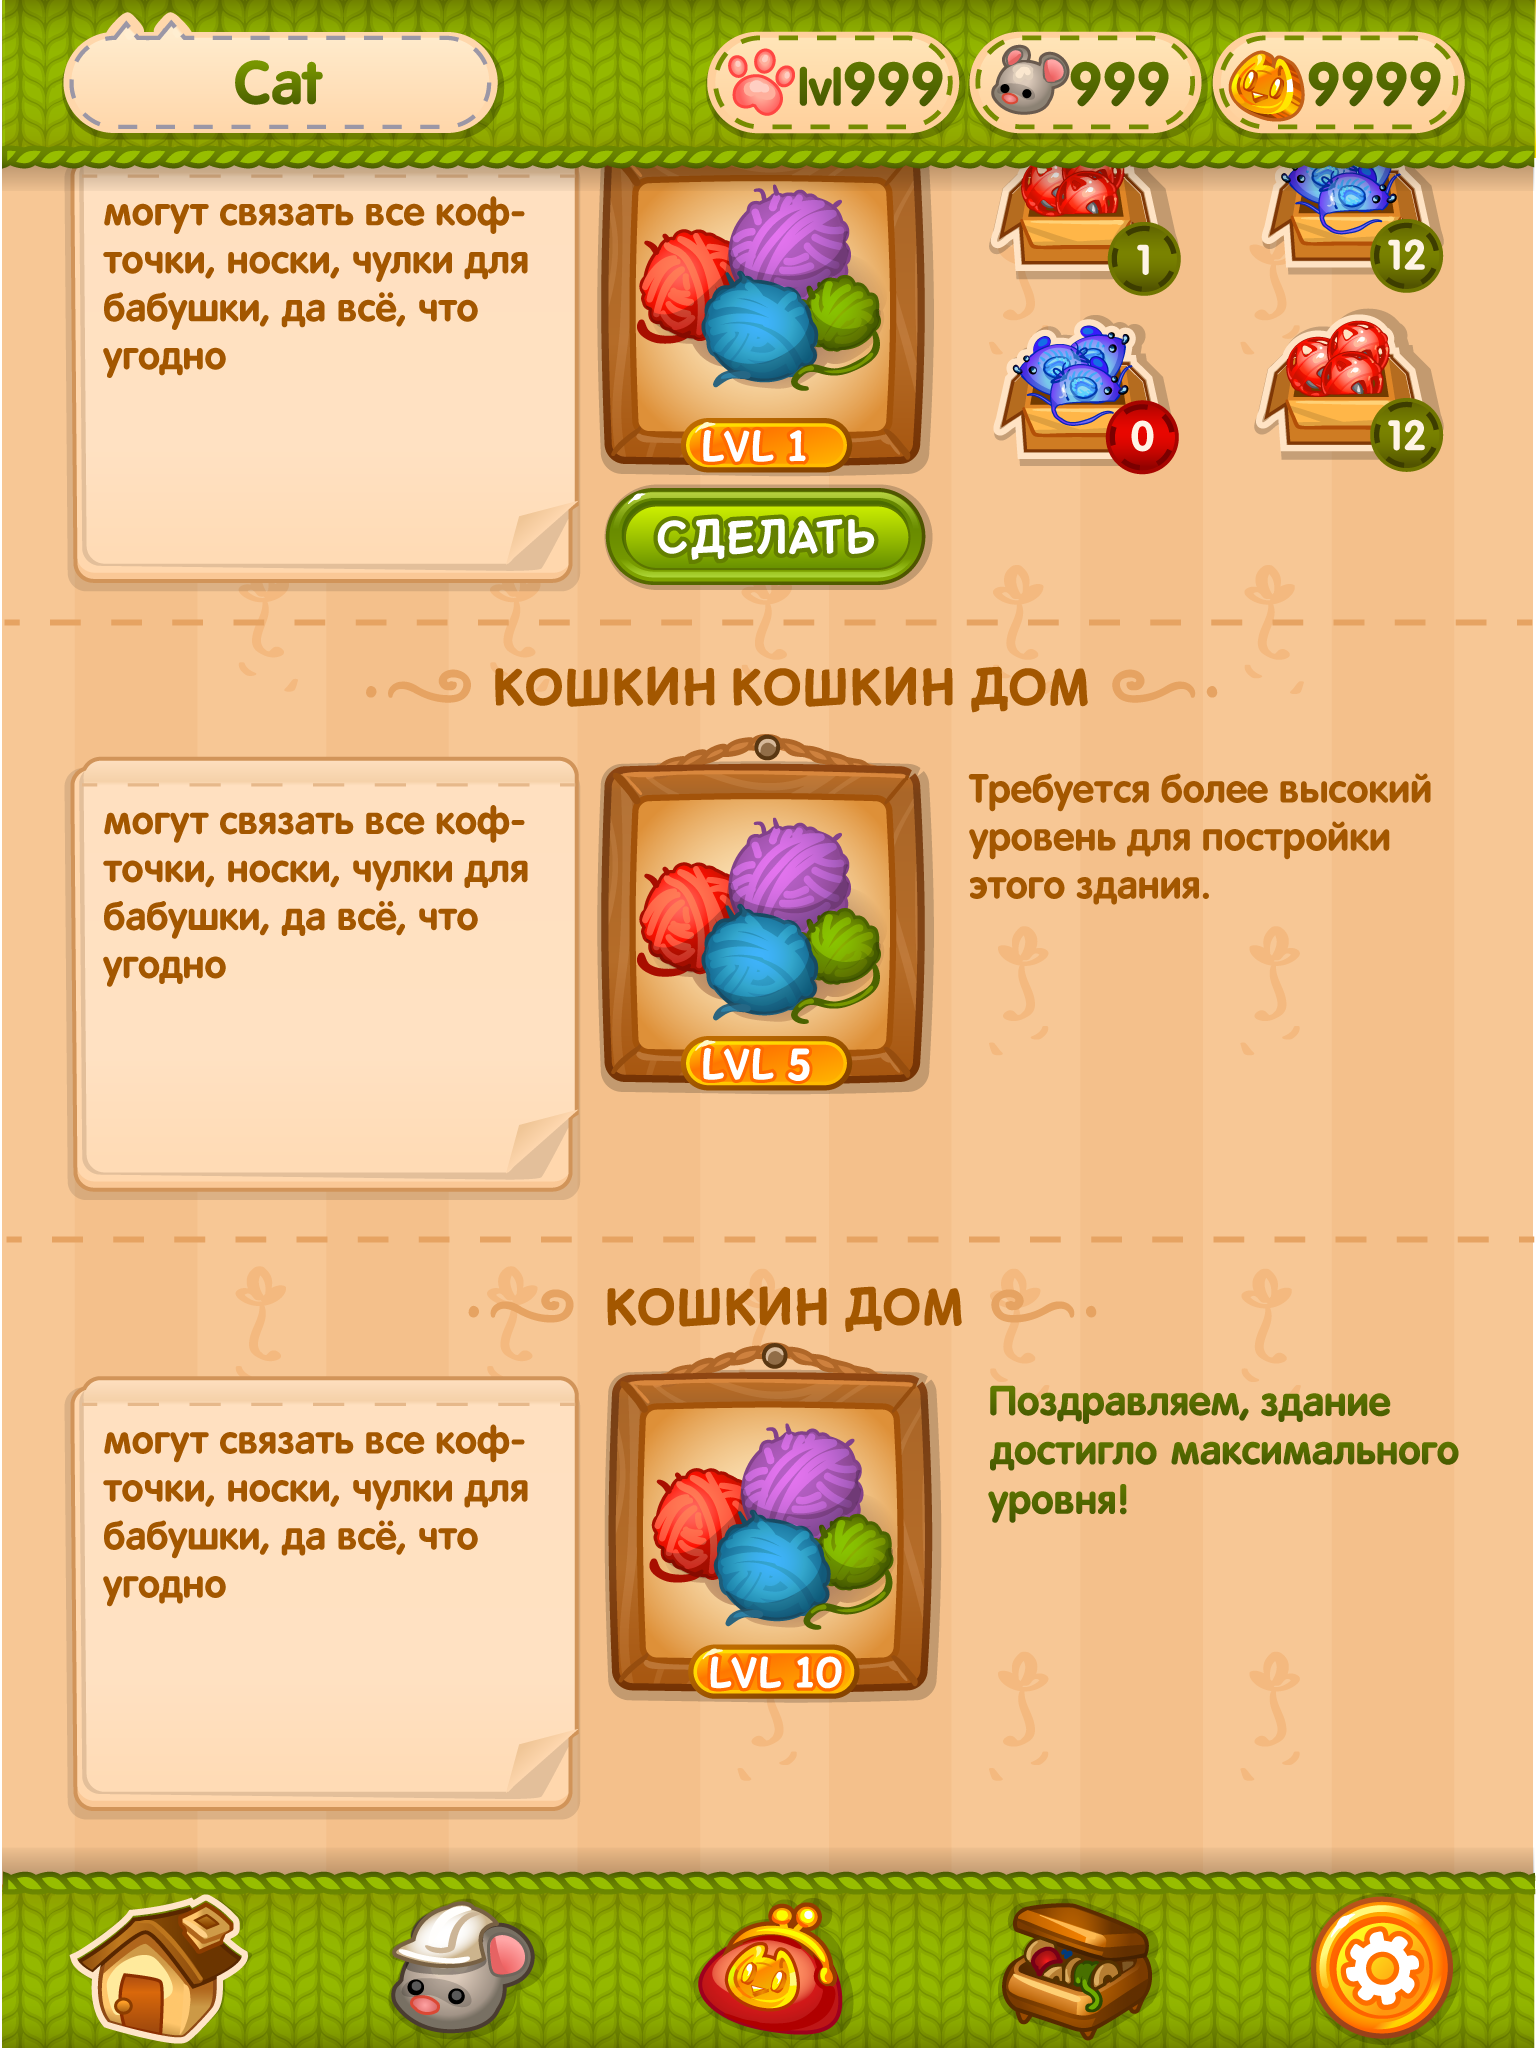 Cat
lvl999
999
9999
могут связать все коф-
точки, носки, чулки для
бабушки, да всё, что
угодно
LVL 1
СДЕЛАТЬ
1
12
0
12
КОШКИН КОШКИН ДОМ
могут связать все коф-
точки, носки, чулки для
бабушки, да всё, что
угодно
LVL 5
Требуется более высокий
уровень для постройки
этого здания.
КОШКИН ДОМ
могут связать все коф-
точки, носки, чулки для
бабушки, да всё, что
угодно
LVL 10
Поздравляем, здание
достигло максимального
уровня!